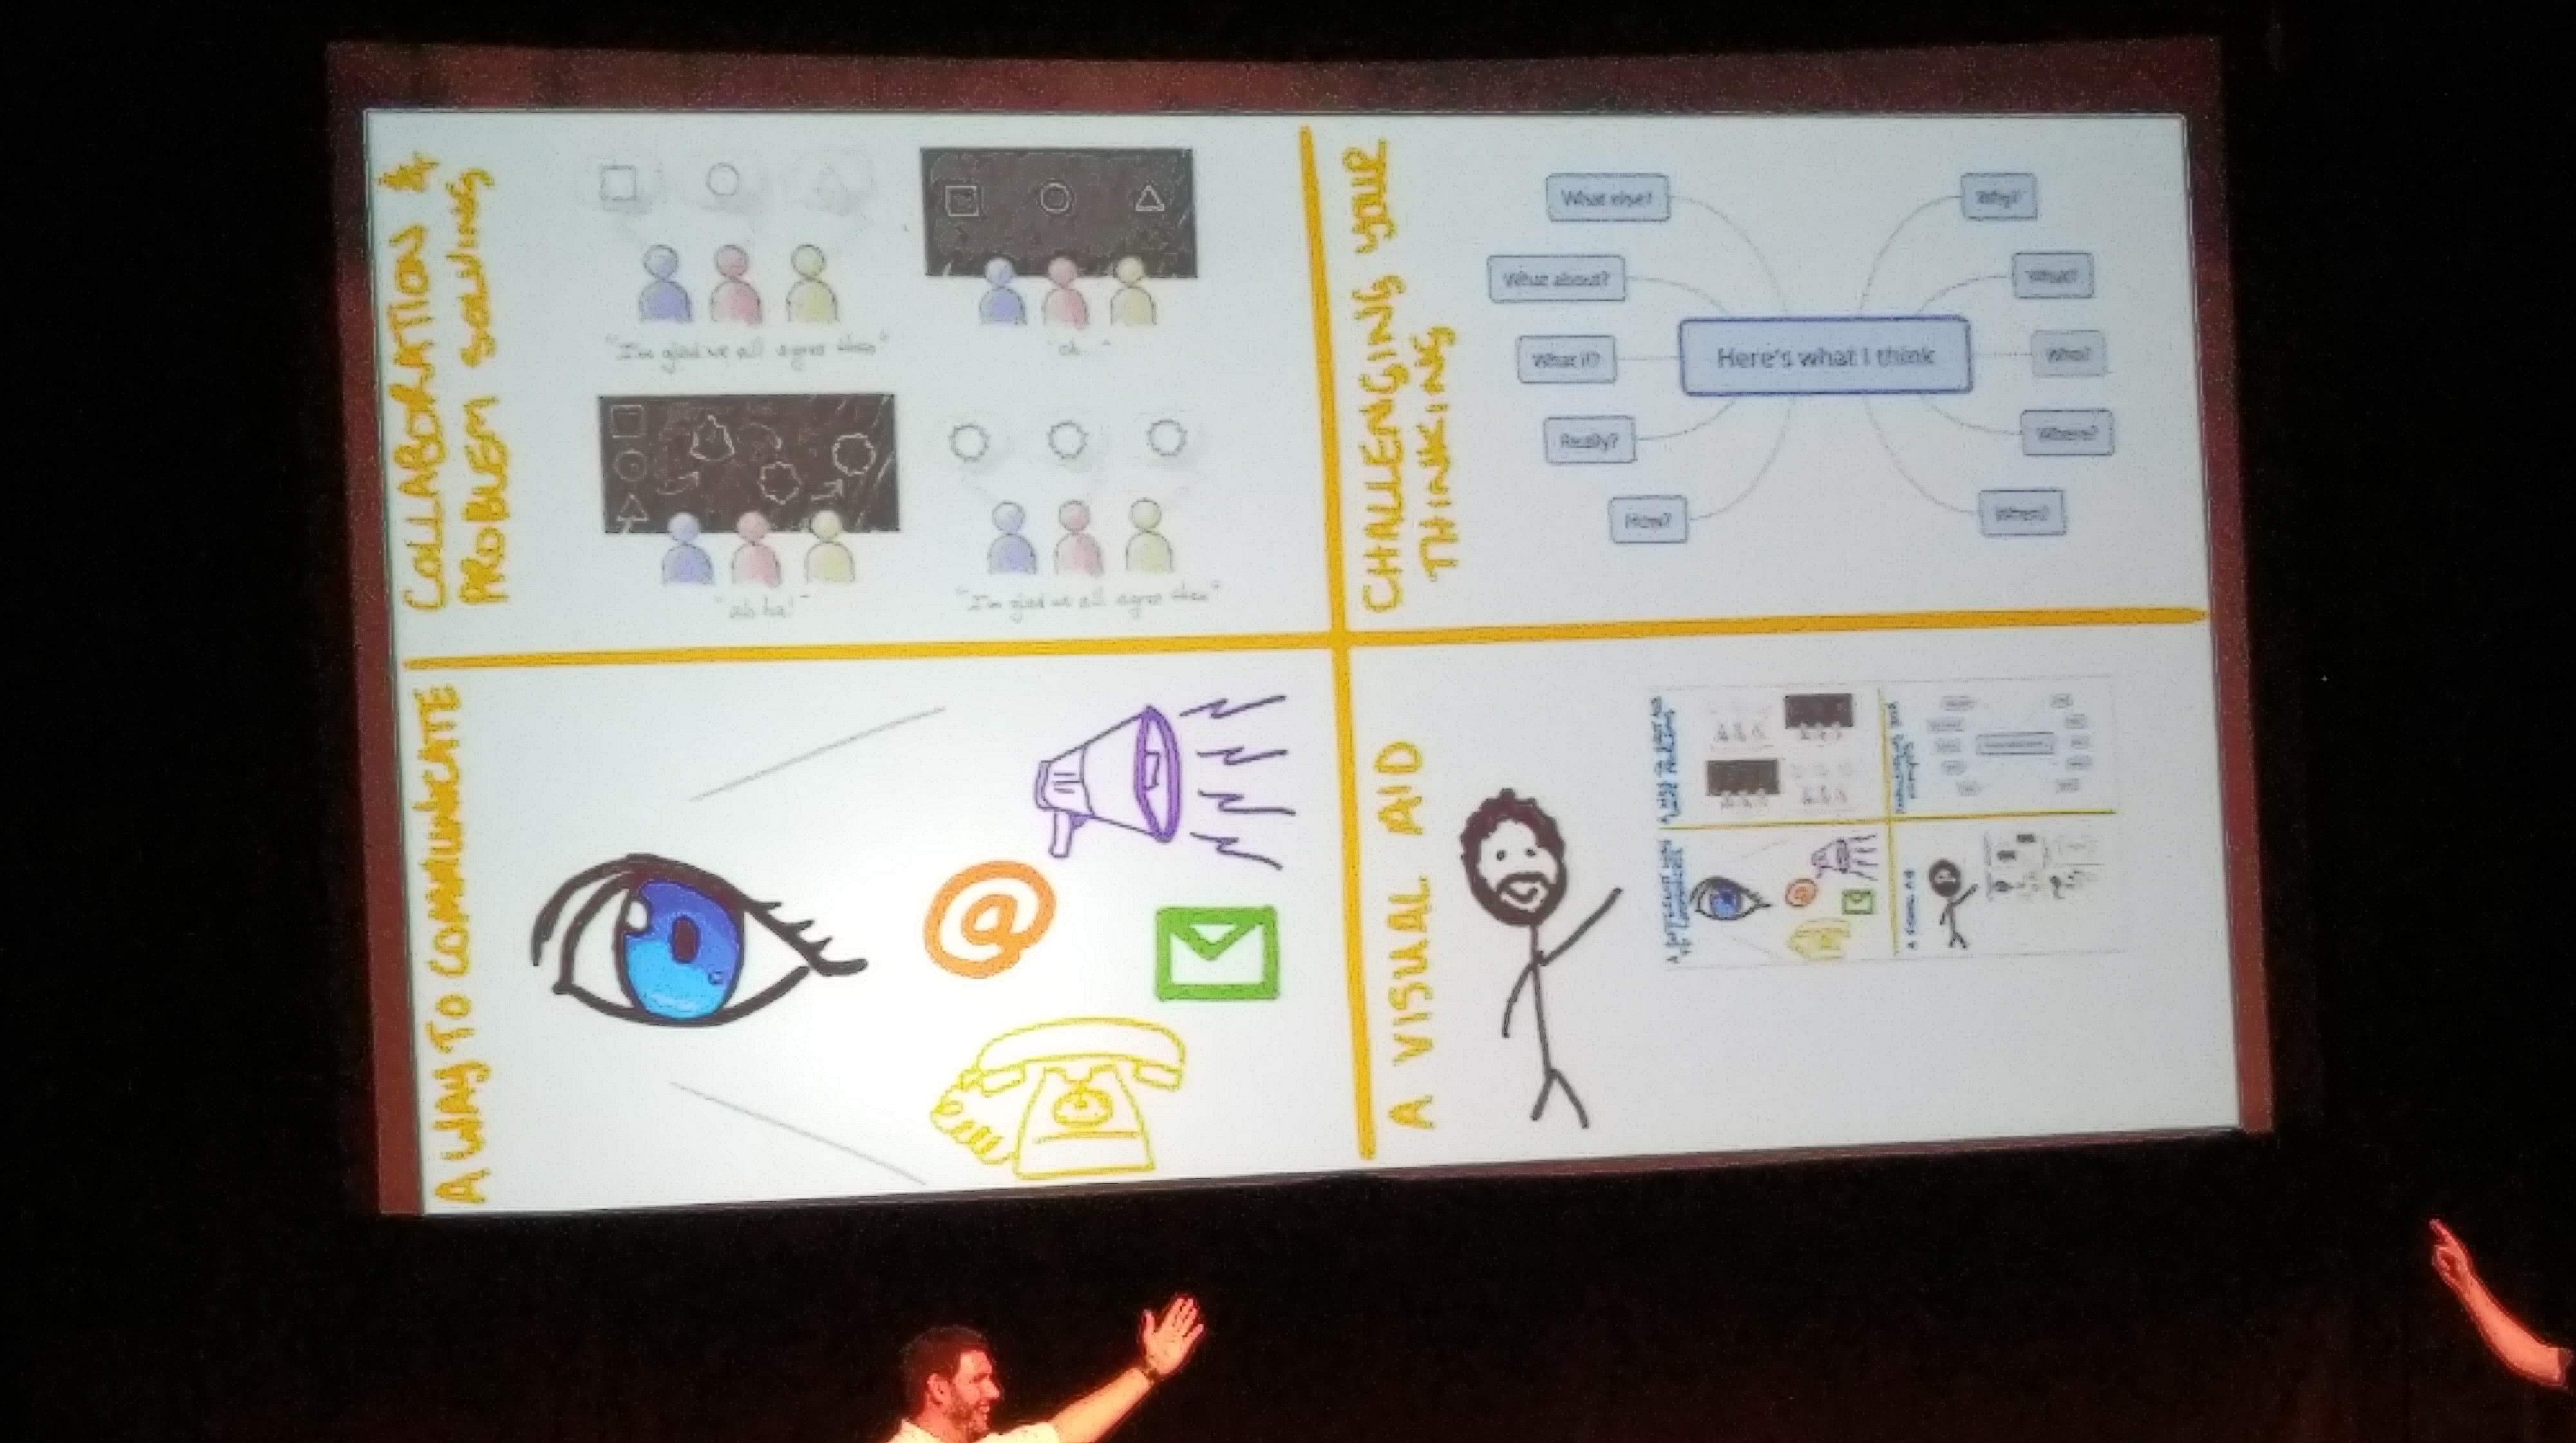 COLLABORATION &
PROBLEM SOLVING
"I'm glad we all agree then"
"oh..."
"ah ha!"
"I'm glad we all agree then"
CHALLENGING YOUR
THINKING
What else?
What about?
What if?
Really?
How?
Here's what I think
Why?
What?
Who?
Where?
When?
A WAY TO COMMUNICATE
@
A VISUAL AID
A VISUAL AID